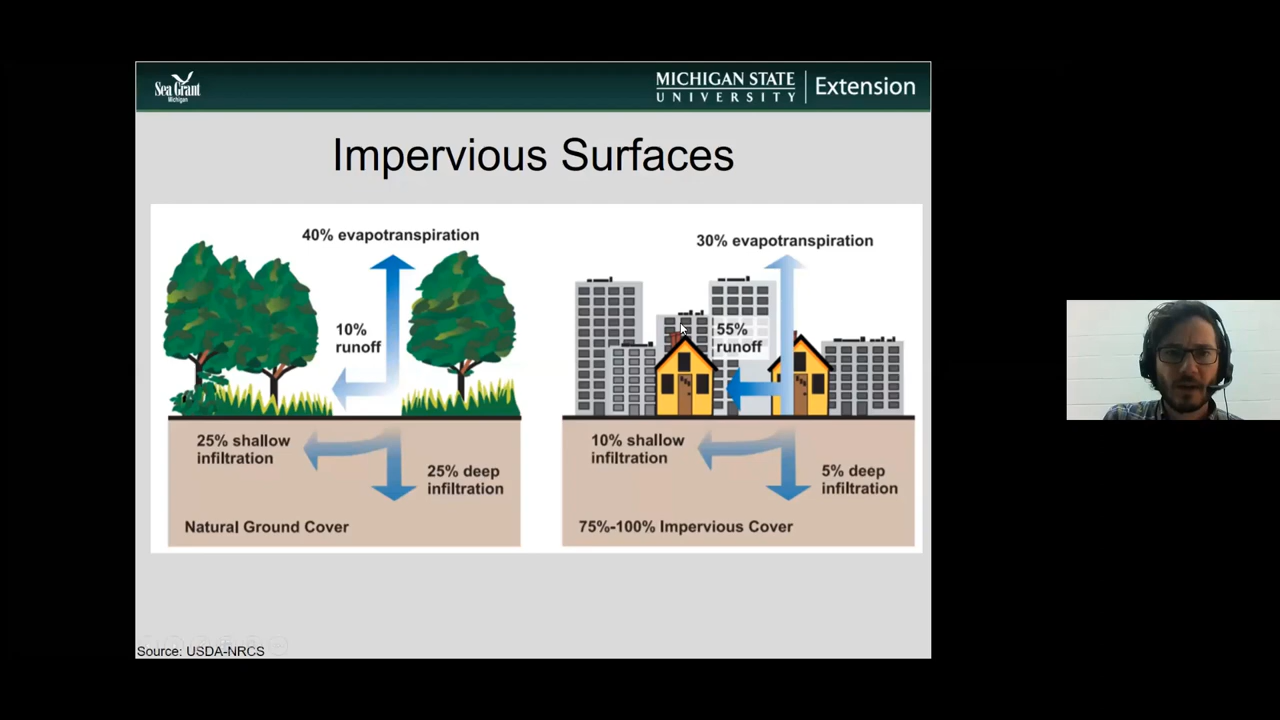 Sea Grant
Michigan
MICHIGAN STATE
UNIVERSITY
Extension
Impervious Surfaces
40% evapotranspiration
10%
runoff
25% shallow
infiltration
25% deep
infiltration
Natural Ground Cover
30% evapotranspiration
55%
runoff
10% shallow
infiltration
5% deep
infiltration
75%-100% Impervious Cover
Source: USDA-NRCS